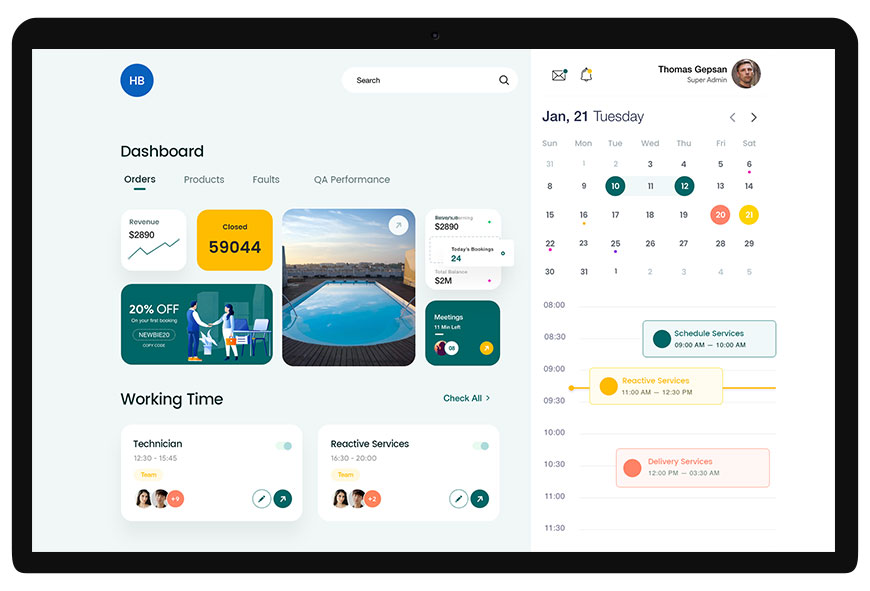 HB
Search
Dashboard
Orders Products Faults QA Performance
Revenue
$2890
Closed
59044
20% OFF
On your first booking
NEWBIE20
COPY CODE
$2890
Today's Bookings
24
Total Balance
$2M
Meetings
11 Min Left
08
Working Time
Check All
Technician
12:30 - 15:45
Team
+9
Reactive Services
16:30 - 20:00
Team
+2
Thomas Gepsan
Super Admin
Jan, 21 Tuesday
Sun Mon Tue Wed Thu Fri Sat
31 1 2 3 4 5 6
8 9 10 11 12 13 14
15 16 17 18 19 20 21
22 23 25 26 27 28 29
30 31 1 2 3 4 5
08:00
08:30
Schedule Services
09:00 AM — 10:00 AM
09:00
Reactive Services
11:00 AM — 12:30 PM
09:30
10:00
10:30
Delivery Services
12:00 PM — 03:30 AM
11:00
11:30